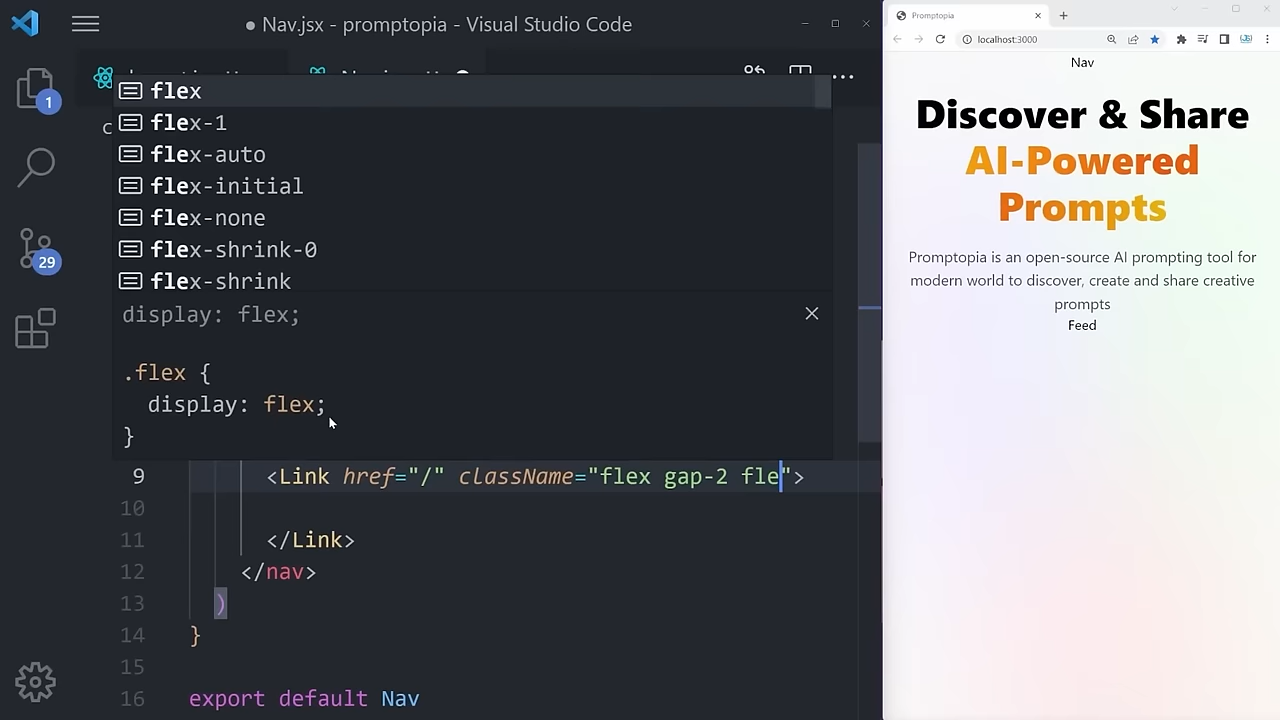 ● Nav.jsx - promptopia - Visual Studio Code
1
29
flex
flex-1
flex-auto
flex-initial
flex-none
flex-shrink-0
flex-shrink
display: flex;
.flex {
display: flex;
}
9 <Link href="/" className="flex gap-2 fle">
10
11 </Link>
12 </nav>
13 )
14 }
15
16 export default Nav
Promptopia
localhost:3000
Nav
Discover & Share
AI-Powered
Prompts
Promptopia is an open-source AI prompting tool for
modern world to discover, create and share creative
prompts
Feed